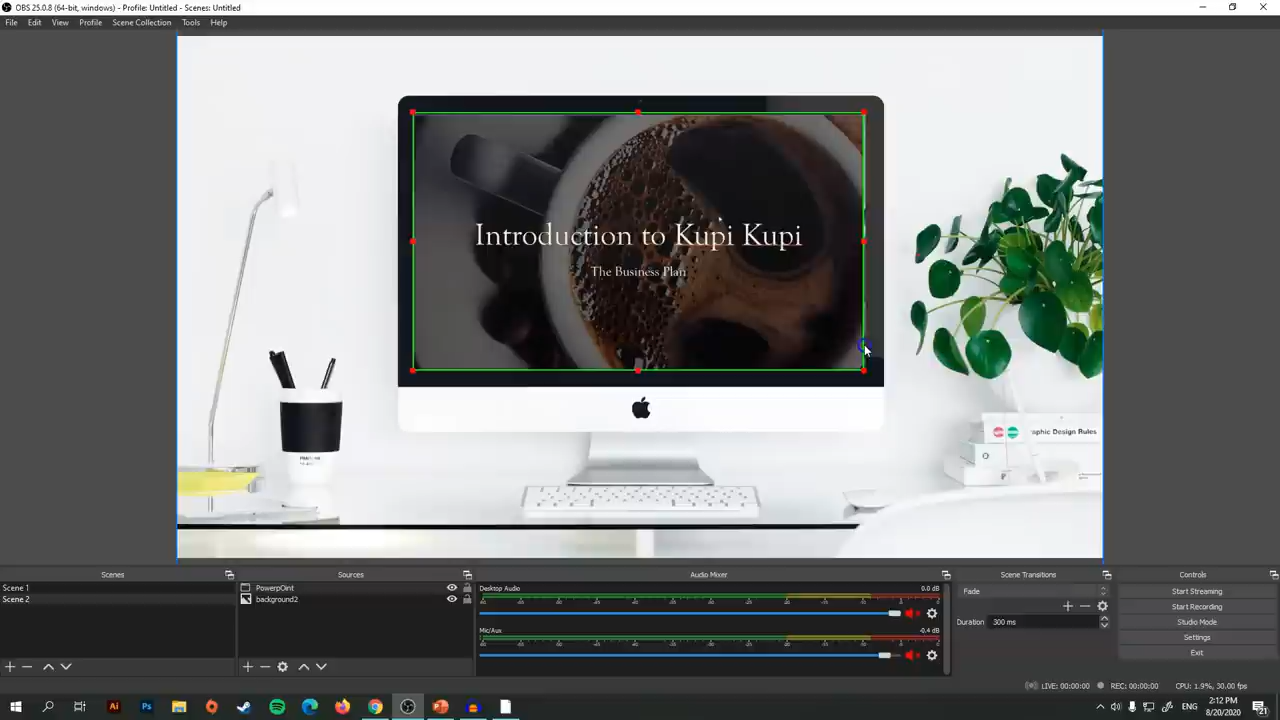 OBS 25.0.8 (64-bit, windows) - Profile: Untitled - Scenes: Untitled
File Edit View Profile Scene Collection Tools Help
Introduction to Kupi Kupi
The Business Plan
raphic Design Rules
Scenes
Scene 1
Scene 2
Sources
PowerpOint
background2
Audio Mixer
Desktop Audio 0.0 dB
Mic/Aux -0.4 dB
Scene Transitions
Fade
Duration 300 ms
Controls
Start Streaming
Start Recording
Studio Mode
Settings
Exit
LIVE: 00:00:00 REC: 00:00:00 CPU: 1.9%, 30.00 fps
Ai Ps
ENG
2:12 PM
8/20/2020
21